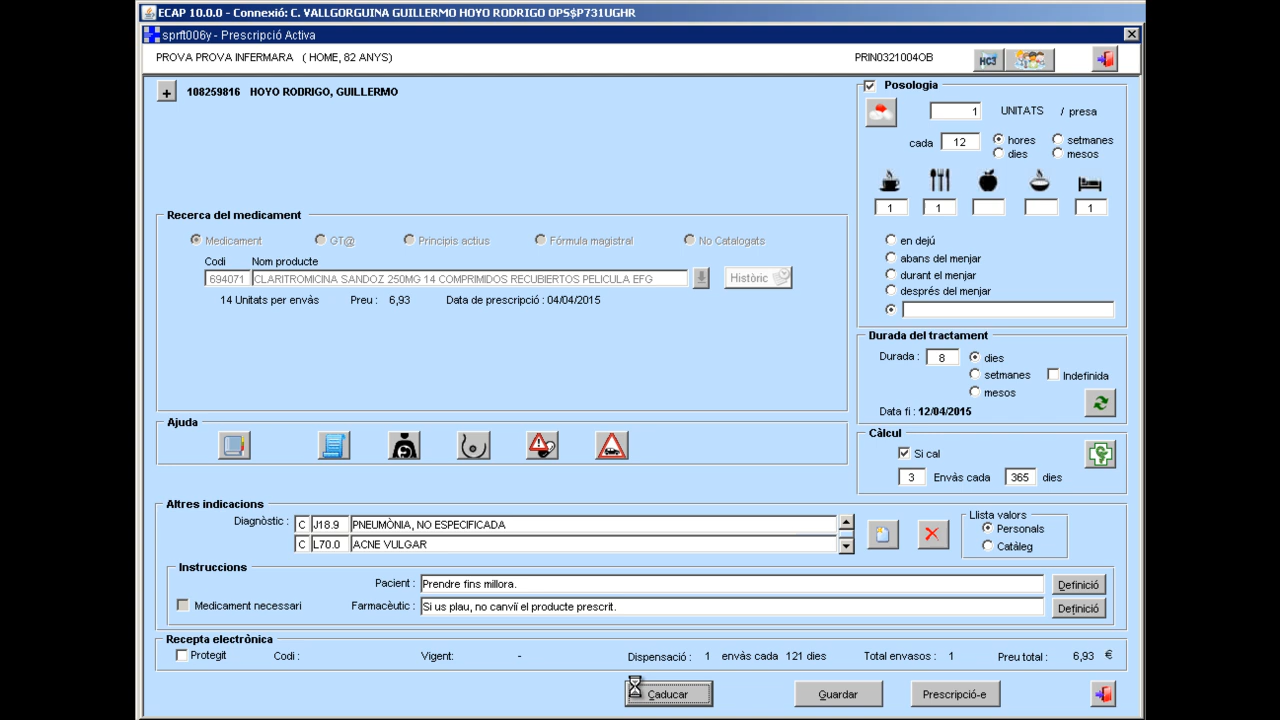 ECAP 10.0.0 - Connexió: C. VALLGORGUINA GUILLERMO HOYO RODRIGO OPS$P731UGHR
sprft006y - Prescripció Activa
PROVA PROVA INFERMARA ( HOME, 82 ANYS)
PRIN0321004OB
HC3
+ 108259816 HOYO RODRIGO, GUILLERMO
Posologia
1 UNITATS / presa
cada 12 hores setmanes
dies mesos
1 1 1
en dejú
abans del menjar
durant el menjar
després del menjar
Recerca del medicament
Medicament GT@ Principis actius Fórmula magistral No Catalogats
Codi Nom producte
694071 CLARITROMICINA SANDOZ 250MG 14 COMPRIMIDOS RECUBIERTOS PELICULA EFG Històric
14 Unitats per envàs Preu : 6,93 Data de prescripció : 04/04/2015
Durada del tractament
Durada : 8 dies
setmanes Indefinida
mesos
Data fi : 12/04/2015
Ajuda
Càlcul
Si cal
3 Envàs cada 365 dies
Altres indicacions
Diagnòstic : C J18.9 PNEUMÒNIA, NO ESPECIFICADA
C L70.0 ACNE VULGAR
Llista valors
Personals
Catàleg
Instruccions
Pacient : Prendre fins millora. Definició
Medicament necessari Farmacèutic : Si us plau, no canviï el producte prescrit. Definició
Recepta electrònica
Protegit Codi : Vigent: - Dispensació : 1 envàs cada 121 dies Total envasos : 1 Preu total : 6,93 €
Caducar Guardar Prescripció-e